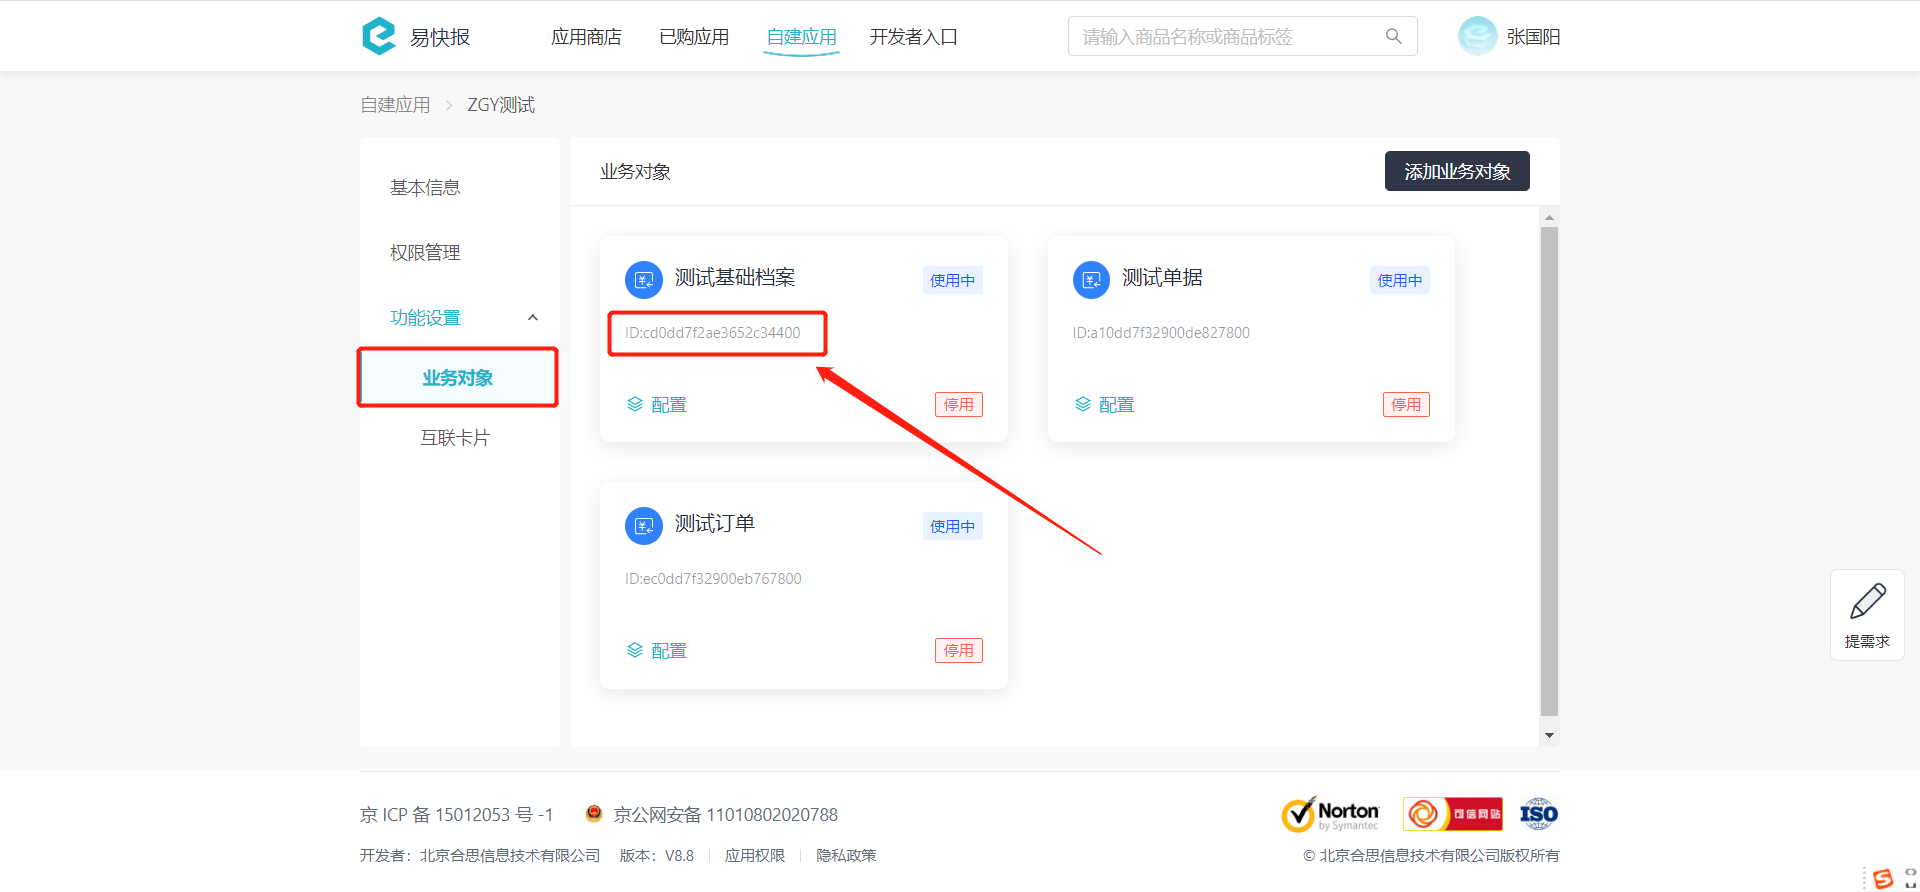 易快报
应用商店 已购应用 自建应用 开发者入口
请输入商品名称或商品标签
张国阳
自建应用 > ZGY测试
基本信息
权限管理
功能设置
业务对象
互联卡片
业务对象
添加业务对象
测试基础档案 使用中
ID:cd0dd7f2ae3652c34400
配置 停用
测试单据 使用中
ID:a10dd7f32900de827800
配置 停用
测试订单 使用中
ID:ec0dd7f32900eb767800
配置 停用
提需求
京 ICP 备 15012053 号 -1 京公网安备 11010802020788
Norton
by Symantec
可信网站
ISO
开发者：北京合思信息技术有限公司 版本：V8.8 | 应用权限 | 隐私政策
© 北京合思信息技术有限公司版权所有